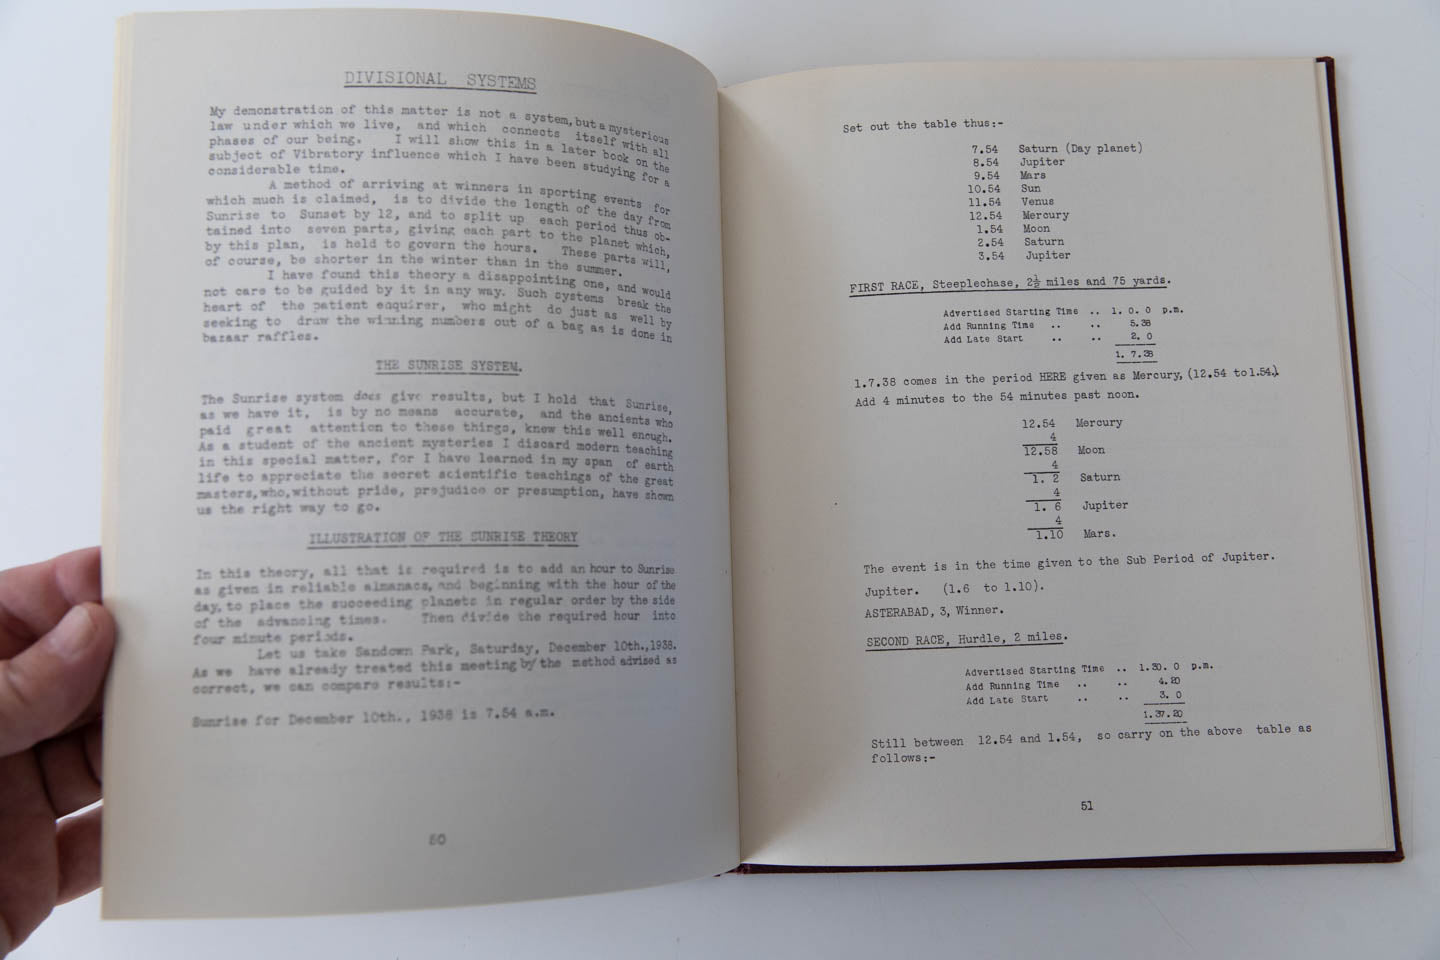 DIVISIONAL SYSTEMS
My demonstration of this matter is not a system, but a mysterious
law under which we live, and which connects itself with all
phases of our being. I will show this in a later book on the
subject of Vibratory influence which I have been studying for a
considerable time.
A method of arriving at winners in sporting events for
which much is claimed, is to divide the length of the day from
Sunrise to Sunset by 12, and to split up each period thus ob-
tained into seven parts, giving each part to the planet which,
by this plan, is held to govern the hours. These parts will,
of course, be shorter in the winter than in the summer.
I have found this theory a disappointing one, and would
not care to be guided by it in any way. Such systems break the
heart of the patient enquirer, who might do just as well by
seeking to draw the winning numbers out of a bag as is done in
bazaar raffles.
THE SUNRISE SYSTEM.
The Sunrise system does give results, but I hold that Sunrise,
as we have it, is by no means accurate, and the ancients who
paid great attention to these things, knew this well enough.
As a student of the ancient mysteries I discard modern teaching
in this special matter, for I have learned in my span of earth
life to appreciate the secret scientific teachings of the great
masters, who, without pride, prejudice or presumption, have shown
us the right way to go.
ILLUSTRATION OF THE SUNRISE THEORY
In this theory, all that is required is to add an hour to Sunrise
as given in reliable almanacs, and beginning with the hour of the
day, to place the succeeding planets in regular order by the side
of the advancing times. Then divide the required hour into
four minute periods.
Let us take Sandown Park, Saturday, December 10th., 1938.
As we have already treated this meeting by the method advised as
correct, we can compare results:-
Sunrise for December 10th., 1938 is 7.54 a.m.
50
Set out the table thus:-
7.54 Saturn (Day planet)
8.54 Jupiter
9.54 Mars
10.54 Sun
11.54 Venus
12.54 Mercury
1.54 Moon
2.54 Saturn
3.54 Jupiter
FIRST RACE, Steeplechase, 2½ miles and 75 yards.
Advertised Starting Time .. 1. 0. 0 p.m.
Add Running Time .. .. 5.38
Add Late Start .. .. 2. 0
1. 7.38
1.7.38 comes in the period HERE given as Mercury, (12.54 to 1.54.)
Add 4 minutes to the 54 minutes past noon.
12.54 Mercury
4
12.58 Moon
4
1. 2 Saturn
4
1. 6 Jupiter
4
1.10 Mars.
The event is in the time given to the Sub Period of Jupiter.
Jupiter. (1.6 to 1.10).
ASTERABAD, 3, Winner.
SECOND RACE, Hurdle, 2 miles.
Advertised Starting Time .. 1.30. 0 p.m.
Add Running Time .. .. 4.20
Add Late Start .. .. 3. 0
1.37.20
Still between 12.54 and 1.54, so carry on the above table as
follows:-
51